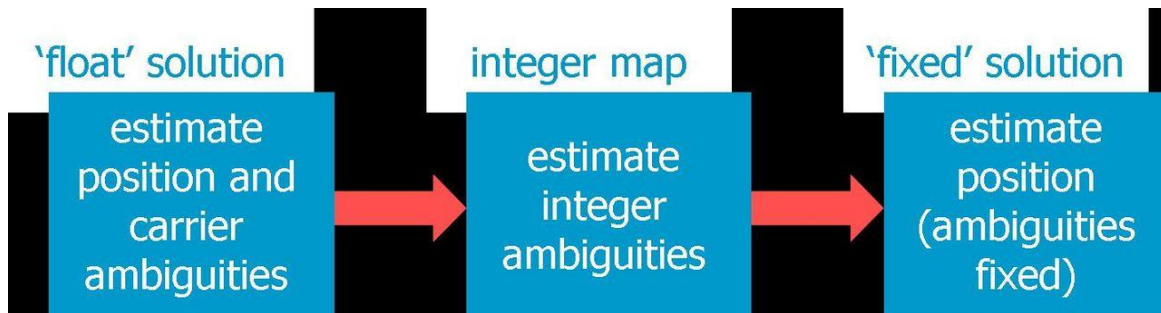 ‘float’ solution
estimate
position and
carrier
ambiguities
integer map
estimate
integer
ambiguities
‘fixed’ solution
estimate
position
(ambiguities
fixed)